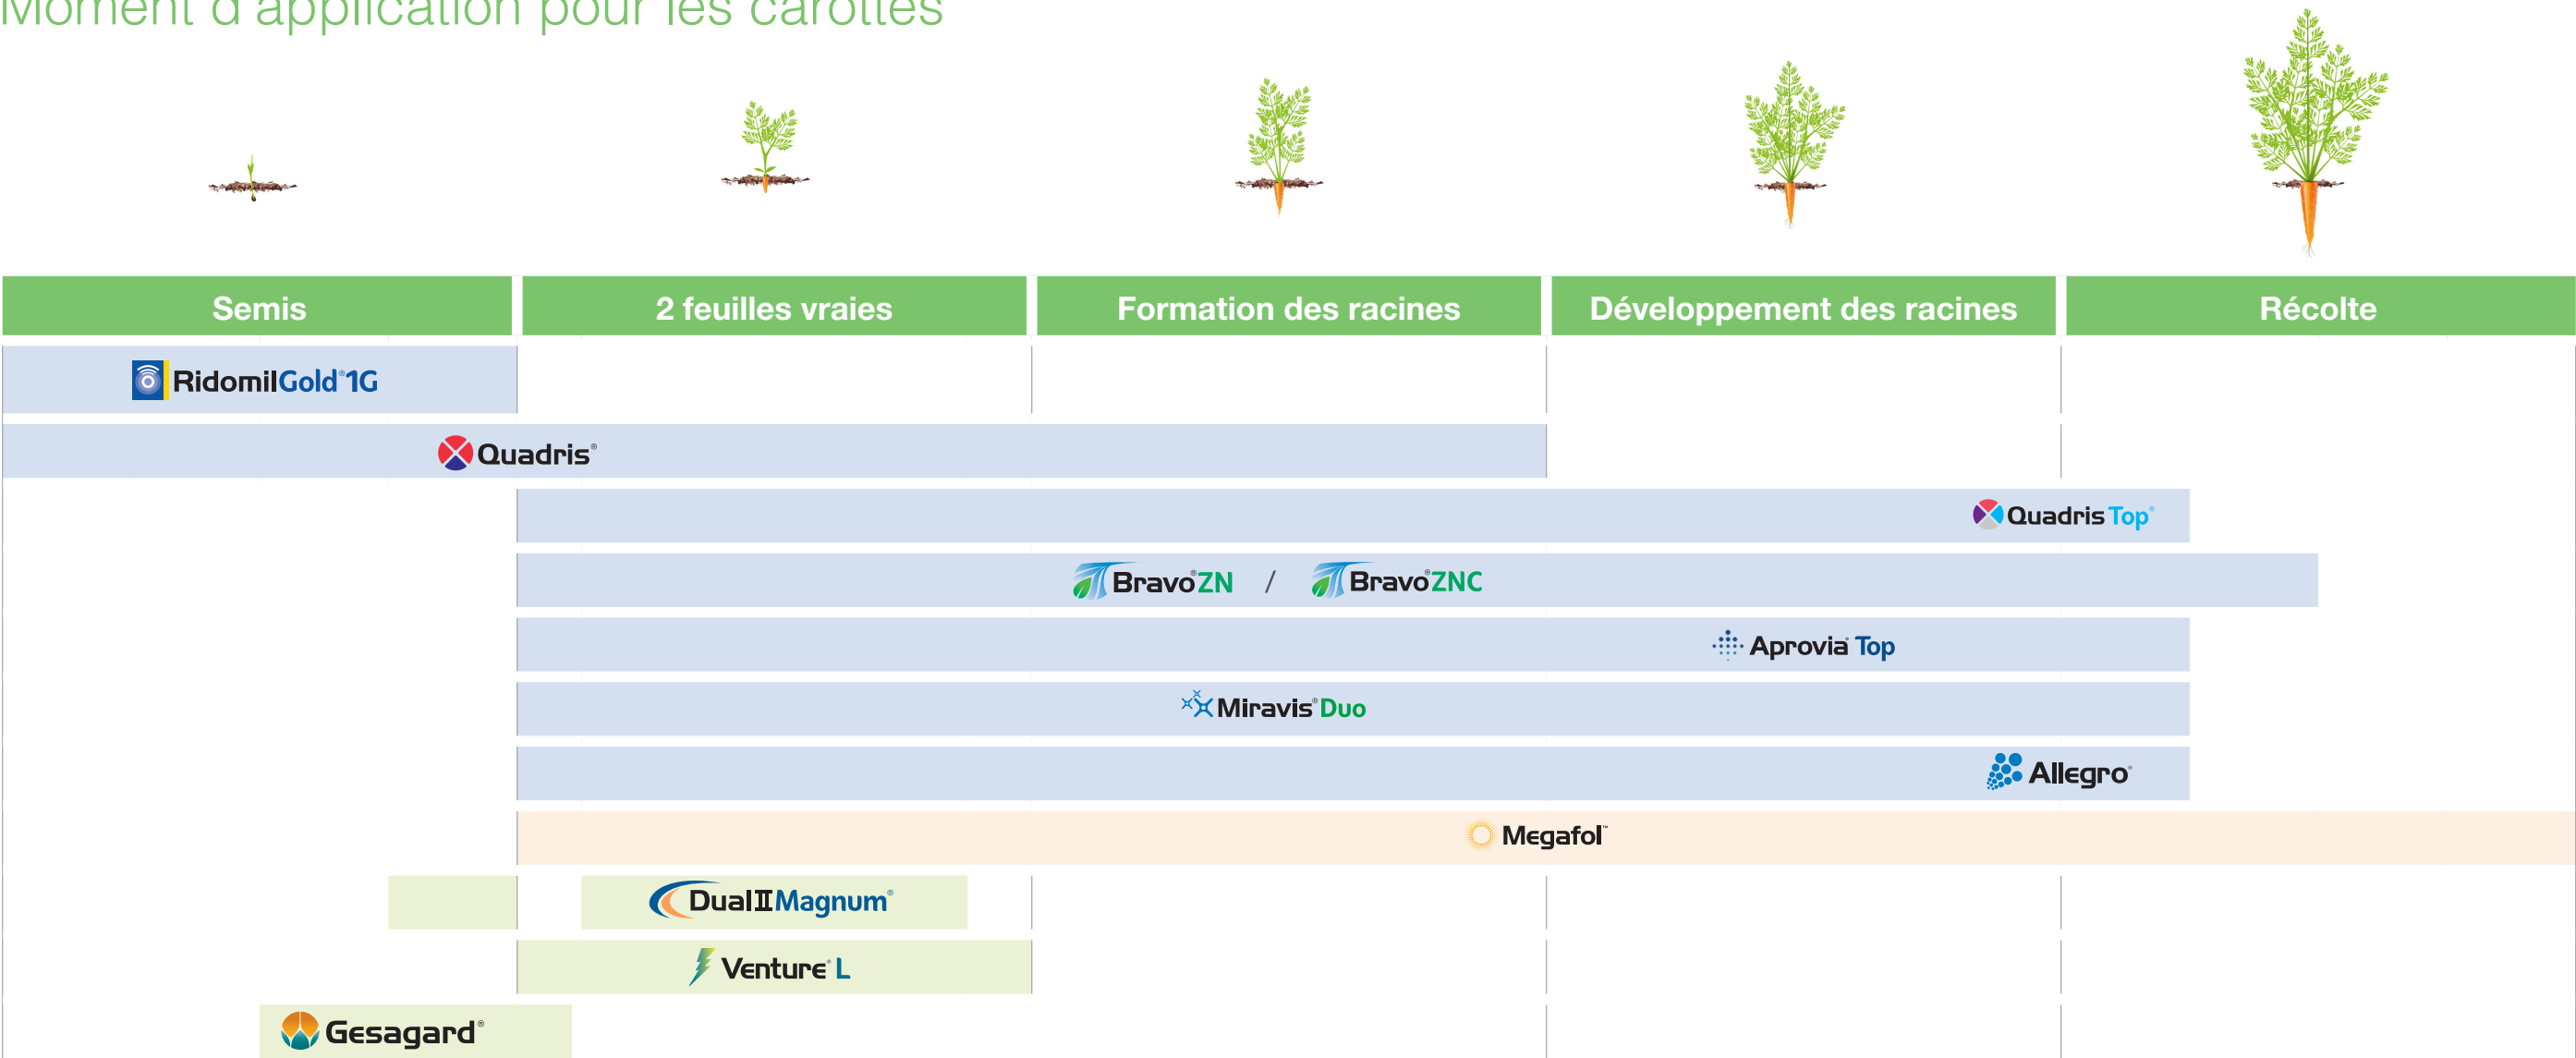 Moment d'application pour les carottes
Semis
2 feuilles vraies
Formation des racines
Développement des racines
Récolte
RidomilGold®1G
Quadris®
Quadris Top®
Bravo®ZN / Bravo®ZNC
Aprovia® Top
Miravis® Duo
Allegro®
Megafol™
Dual II Magnum®
Venture® L
Gesagard®